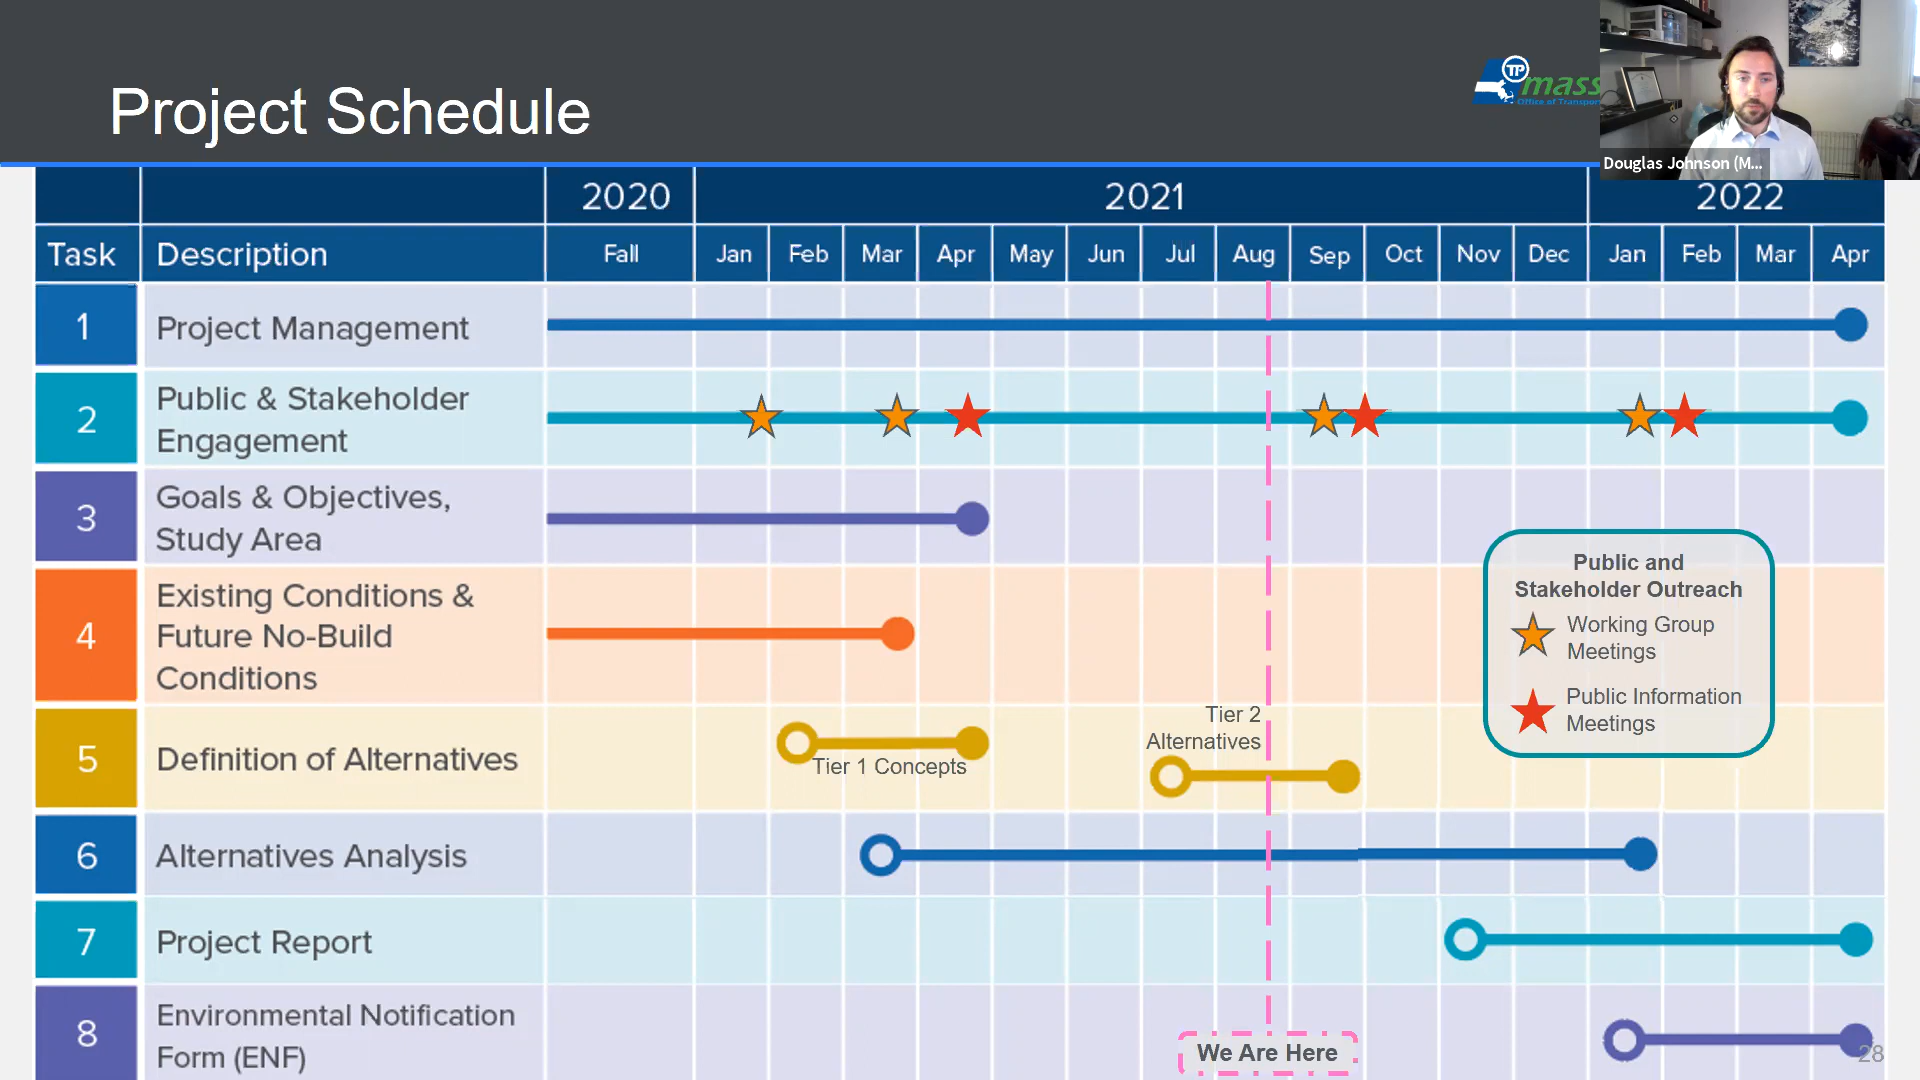 Project Schedule
TP
mass
Office of Transpor
Douglas Johnson (M...
2020 2021 2022
Task Description Fall Jan Feb Mar Apr May Jun Jul Aug Sep Oct Nov Dec Jan Feb Mar Apr
1 Project Management
2 Public & Stakeholder
Engagement
3 Goals & Objectives,
Study Area
4 Existing Conditions &
Future No-Build
Conditions
Public and
Stakeholder Outreach
Working Group
Meetings
Public Information
Meetings
5 Definition of Alternatives
Tier 1 Concepts
Tier 2
Alternatives
6 Alternatives Analysis
7 Project Report
8 Environmental Notification
Form (ENF)
We Are Here
28